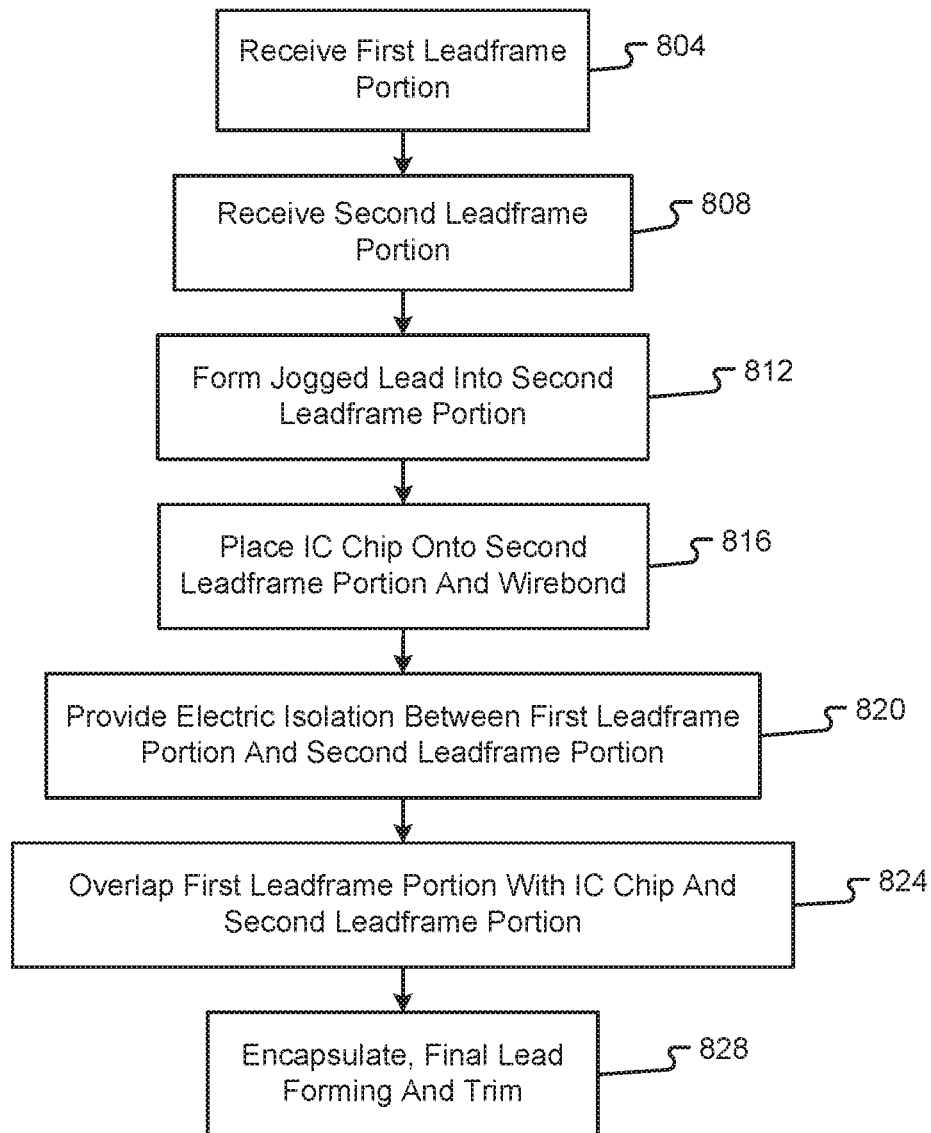 Receive First Leadframe
Portion
804
Receive Second Leadframe
Portion
808
Form Jogged Lead Into Second
Leadframe Portion
812
Place IC Chip Onto Second
Leadframe Portion And Wirebond
816
Provide Electric Isolation Between First Leadframe
Portion And Second Leadframe Portion
820
Overlap First Leadframe Portion With IC Chip And
Second Leadframe Portion
824
Encapsulate, Final Lead
Forming And Trim
828